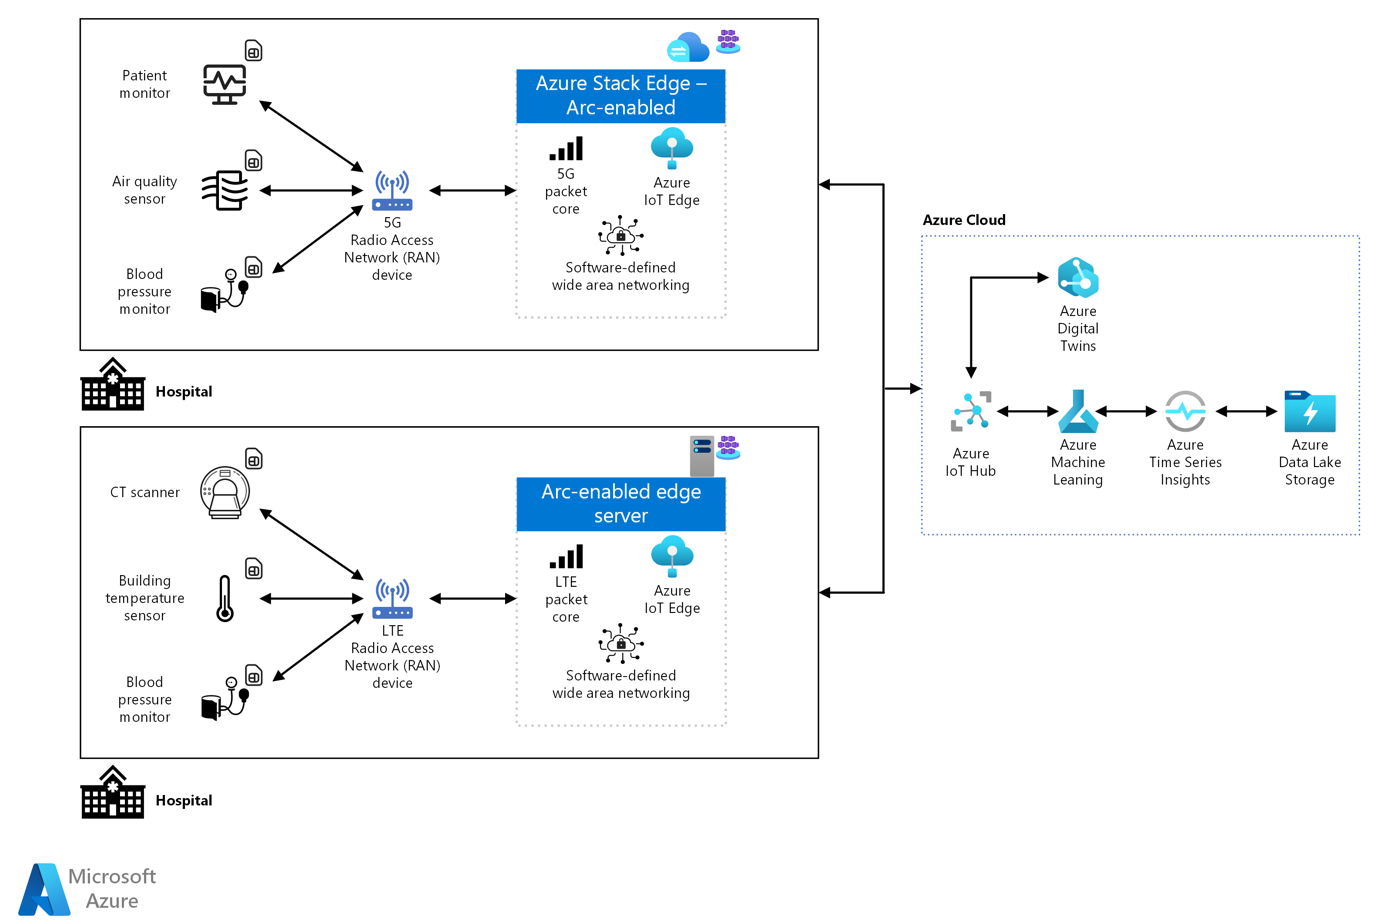 Patient
monitor
Air quality
sensor
Blood
pressure
monitor
5G
Radio Access
Network (RAN)
device
Azure Stack Edge –
Arc-enabled
5G
packet
core
Azure
IoT Edge
Software-defined
wide area networking
Hospital
CT scanner
Building
temperature
sensor
Blood
pressure
monitor
LTE
Radio Access
Network (RAN)
device
Arc-enabled edge
server
LTE
packet
core
Azure
IoT Edge
Software-defined
wide area networking
Hospital
Azure Cloud
Azure
Digital
Twins
Azure
IoT Hub
Azure
Machine
Leaning
Azure
Time Series
Insights
Azure
Data Lake
Storage
Microsoft
Azure